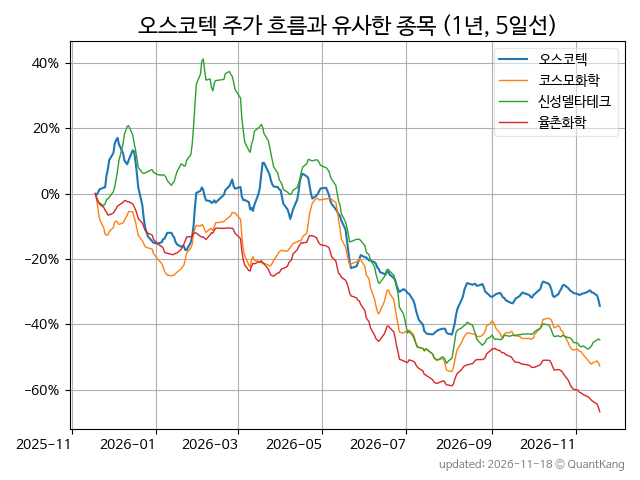 오스코텍 주가 흐름과 유사한 종목 (1년, 5일선)
오스코텍
코스모화학
신성델타테크
율촌화학
40%
20%
0%
−20%
−40%
−60%
2025-11
2026-01
2026-03
2026-05
2026-07
2026-09
2026-11
updated: 2026-11-18 © QuantKang